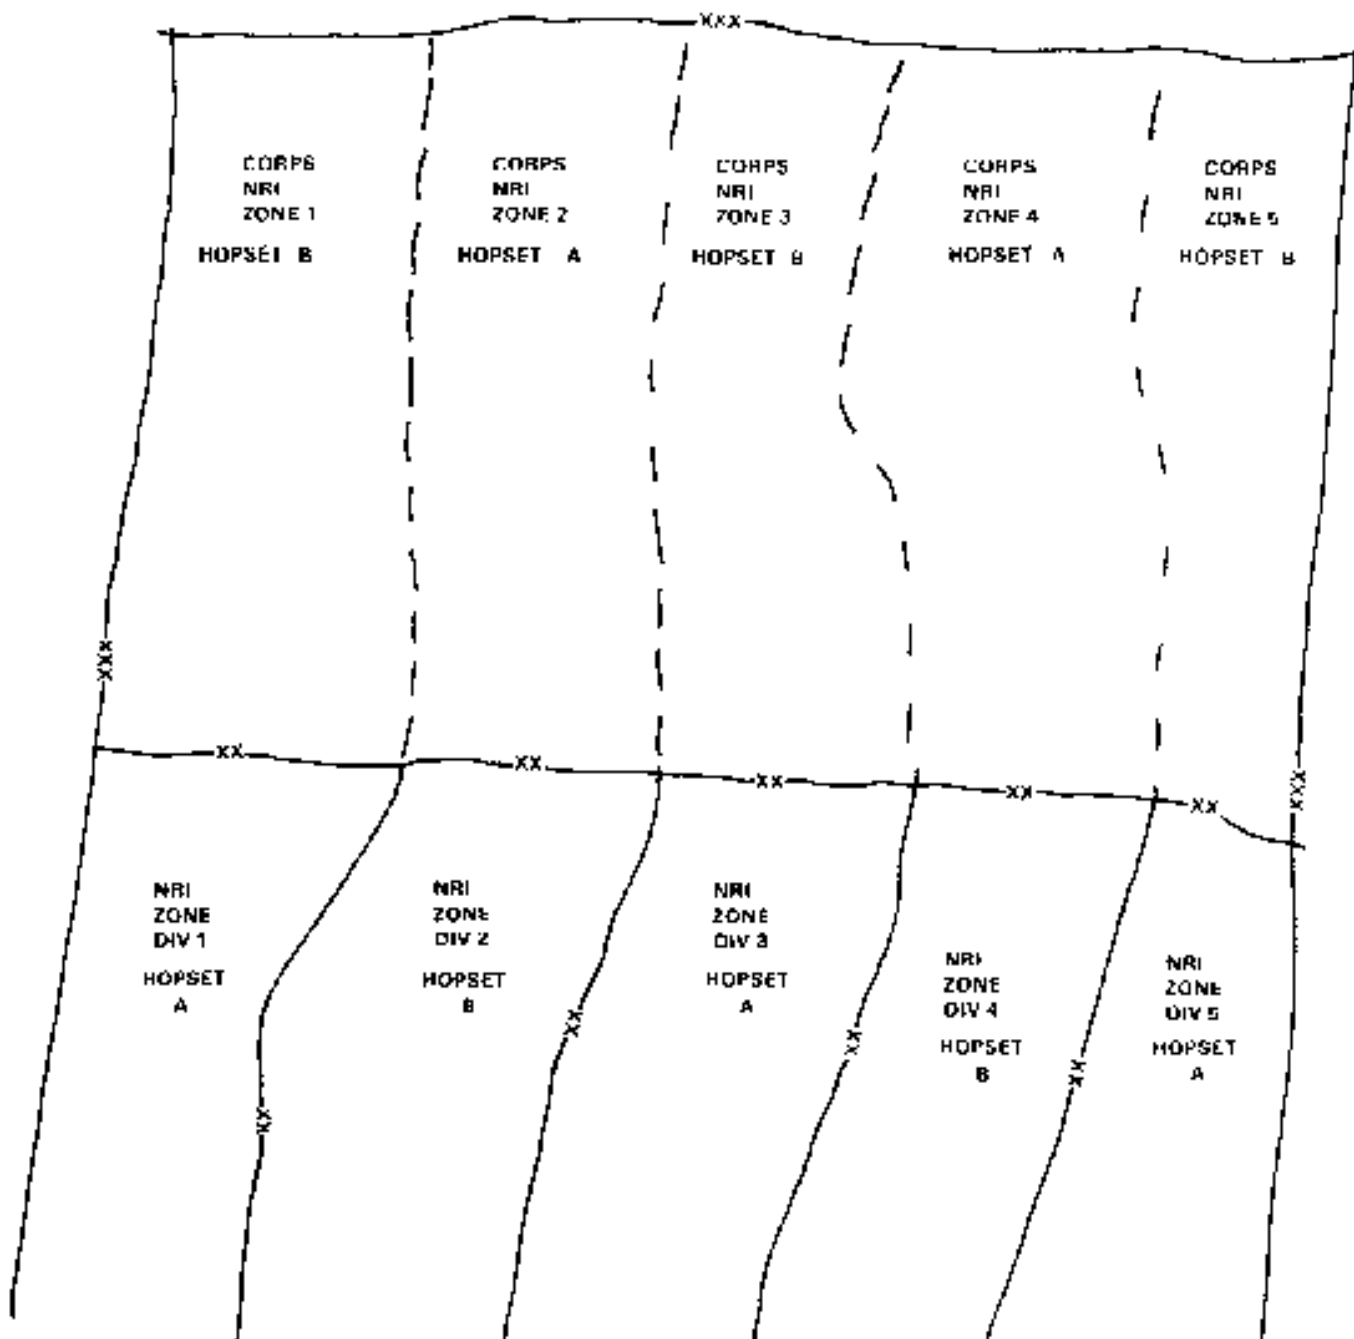 XXX
CORPS
NRI
ZONE 1
HOPSET B
CORPS
NRI
ZONE 2
HOPSET A
CORPS
NRI
ZONE 3
HOPSET B
CORPS
NRI
ZONE 4
HOPSET A
CORPS
NRI
ZONE 5
HOPSET B
XXX
XX
XX
XX
XX
XX
XXX
NRI
ZONE
DIV 1
HOPSET
A
NRI
ZONE
DIV 2
HOPSET
B
NRI
ZONE
DIV 3
HOPSET
A
NRI
ZONE
DIV 4
HOPSET
B
NRI
ZONE
DIV 5
HOPSET
A
XX
XX
XX
XX